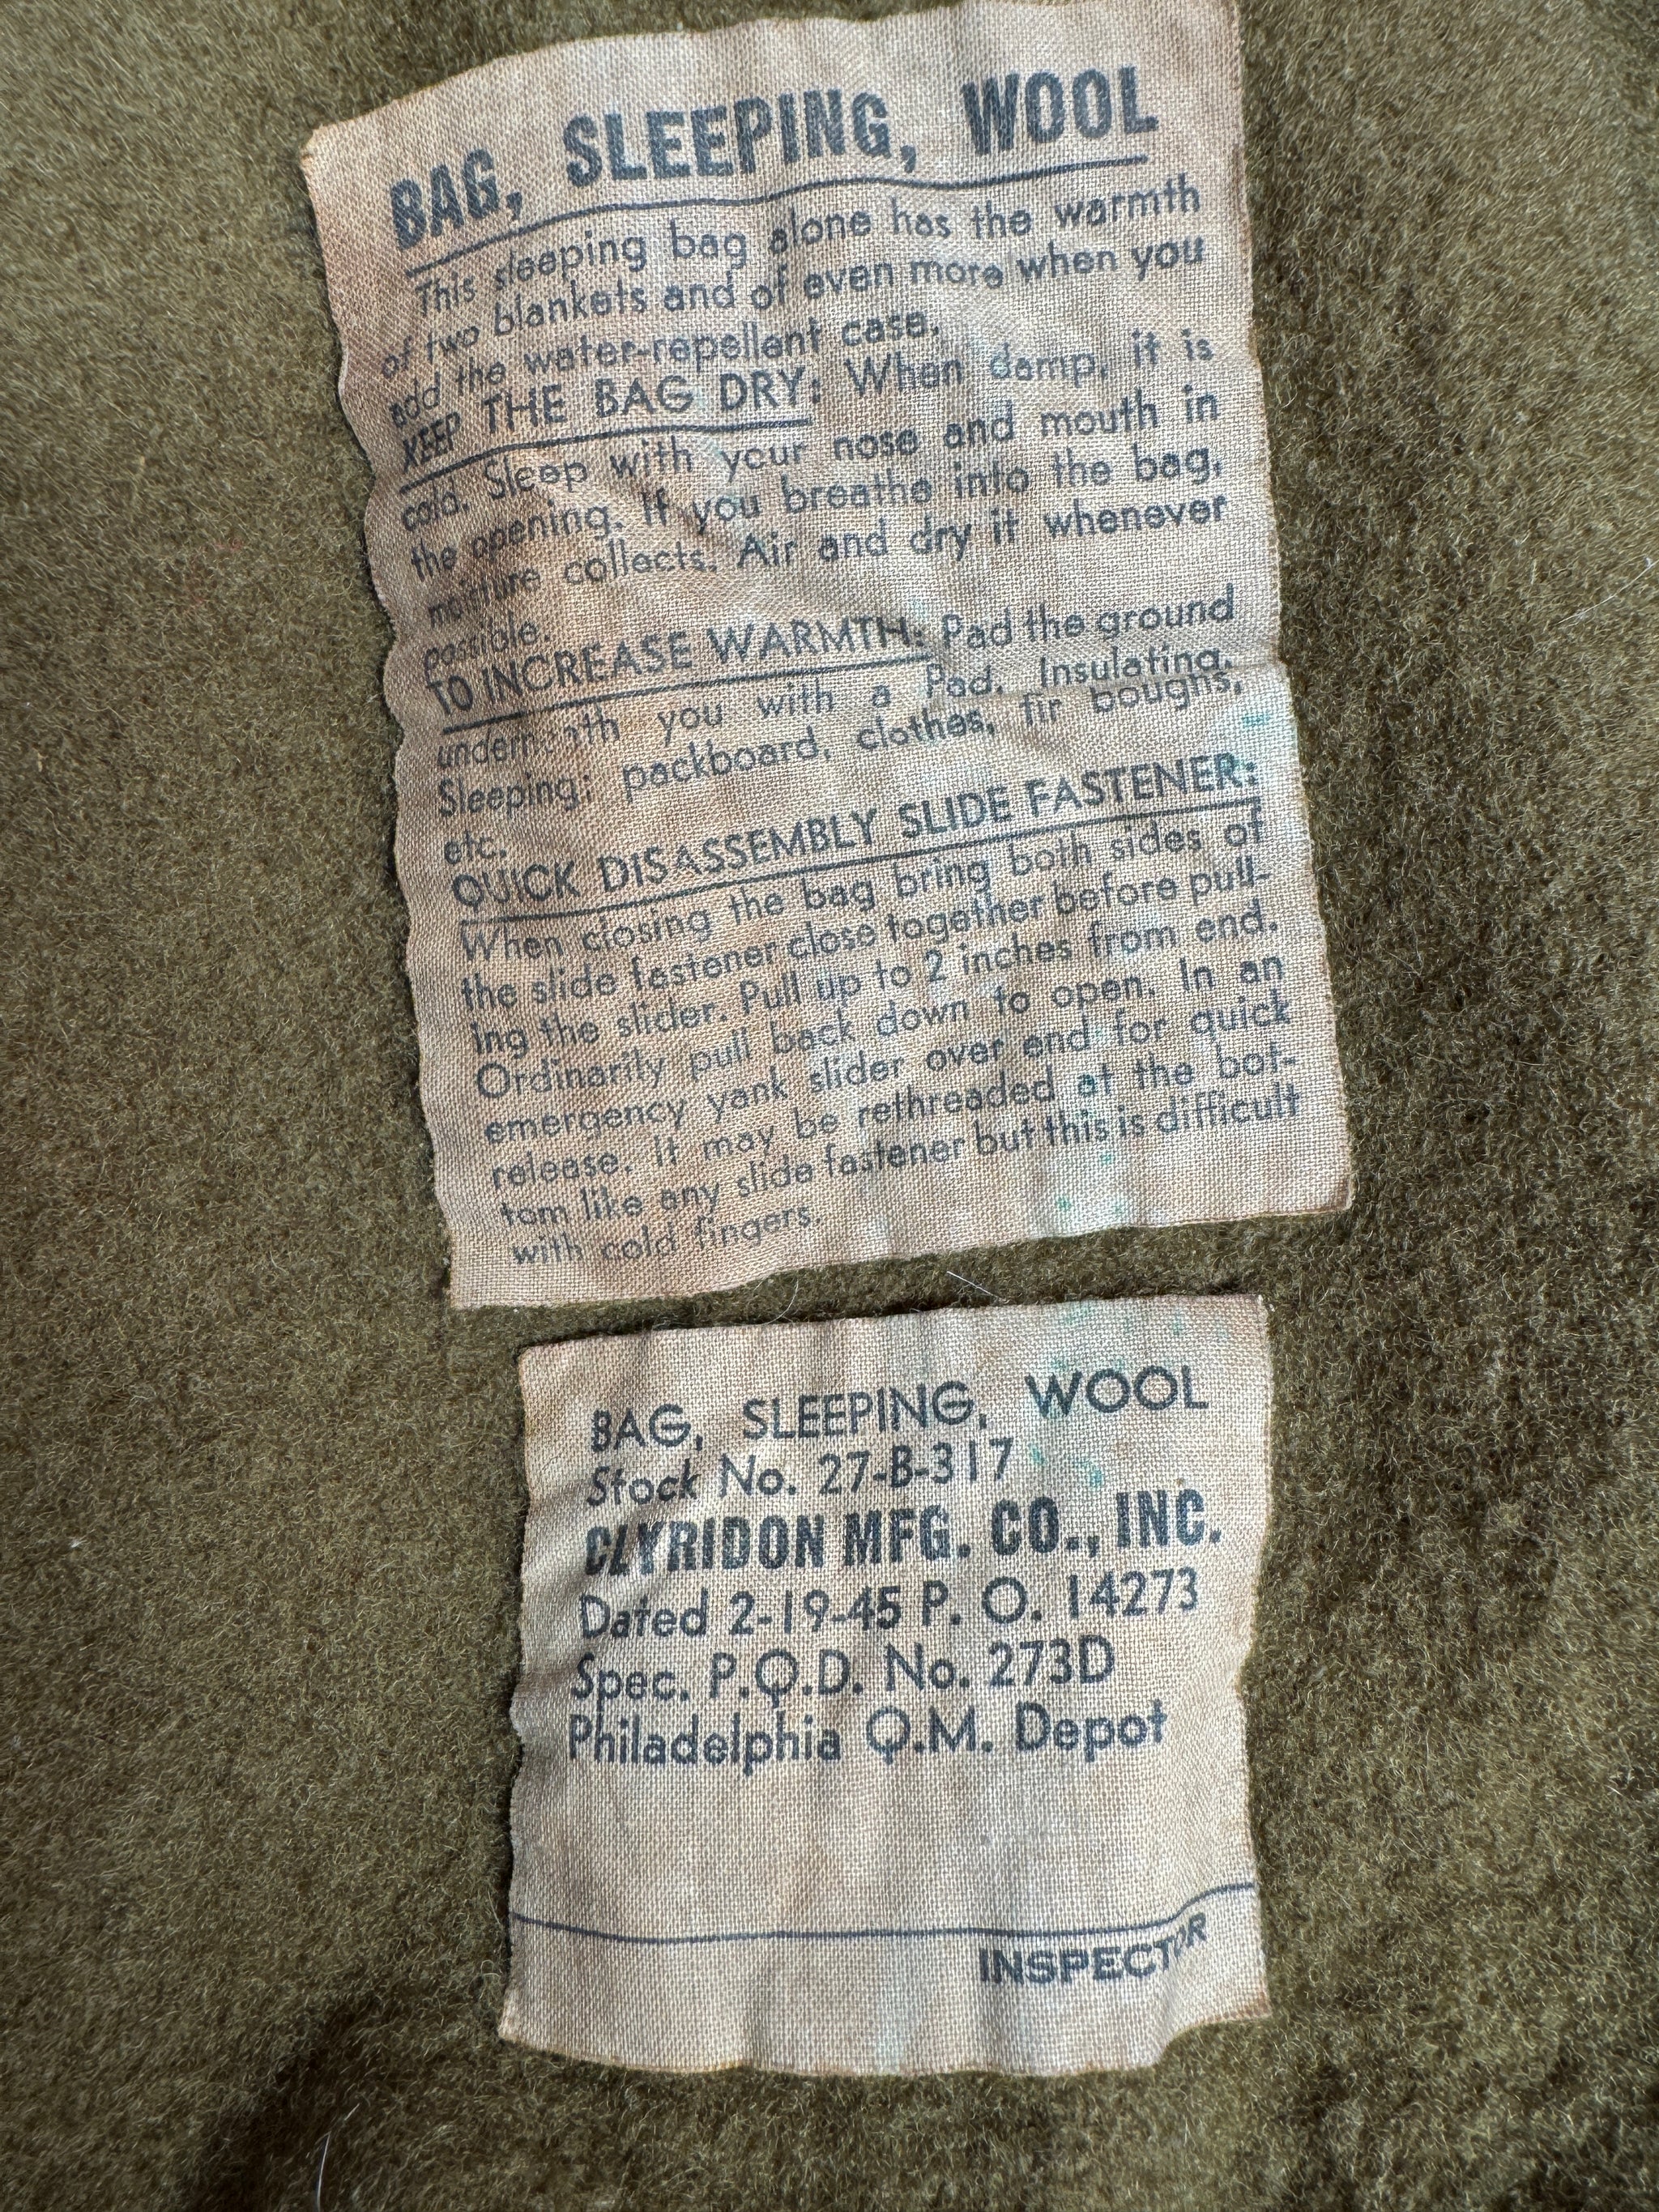 BAG, SLEEPING, WOOL
This sleeping bag alone has the warmth
of two blankets and of even more when you
add the water-repellent case.
KEEP THE BAG DRY: When damp, it is
cold. Sleep with your nose and mouth in
the opening. If you breathe into the bag,
moisture collects. Air and dry it whenever
possible.
TO INCREASE WARMTH: Pad the ground
underneath you with a Pad, Insulating,
Sleeping; packboard, clothes, fir boughs,
etc.
QUICK DISASSEMBLY SLIDE FASTENER:
When closing the bag bring both sides of
the slide fastener close together before pull-
ing the slider. Pull up to 2 inches from end.
Ordinarily pull back down to open. In an
emergency yank slider over end for quick
release. It may be rethreaded at the bot-
tom like any slide fastener but this is difficult
with cold fingers.
BAG, SLEEPING, WOOL
Stock No. 27-B-317
CLYRIDON MFG. CO., INC.
Dated 2-19-45 P. O. 14273
Spec. P.Q.D. No. 273D
Philadelphia Q.M. Depot
INSPECTOR